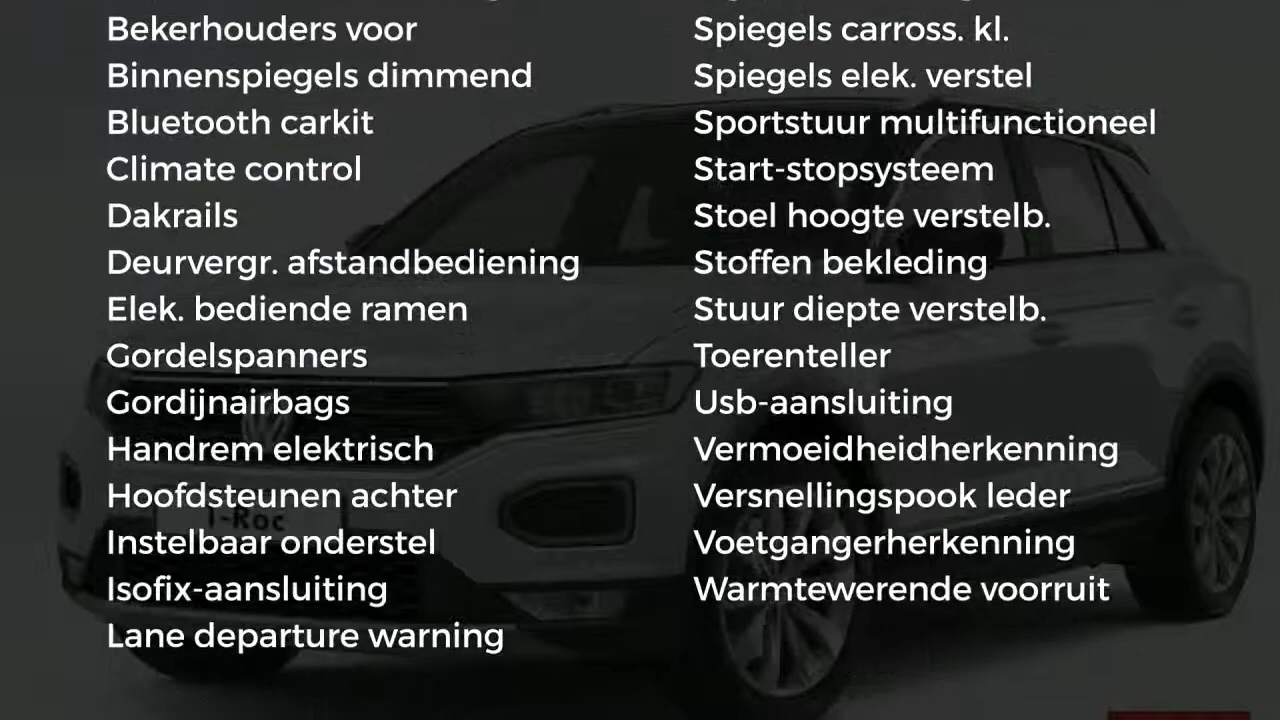 Bekerhouders voor
Binnenspiegels dimmend
Bluetooth carkit
Climate control
Dakrails
Deurvergr. afstandbediening
Elek. bediende ramen
Gordelspanners
Gordijnairbags
Handrem elektrisch
Hoofdsteunen achter
Instelbaar onderstel
Isofix-aansluiting
Lane departure warning
Spiegels carross. kl.
Spiegels elek. verstel
Sportstuur multifunctioneel
Start-stopsysteem
Stoel hoogte verstelb.
Stoffen bekleding
Stuur diepte verstelb.
Toerenteller
Usb-aansluiting
Vermoeidheidherkenning
Versnellingspook leder
Voetgangerherkenning
Warmtewerende voorruit
T-Roc